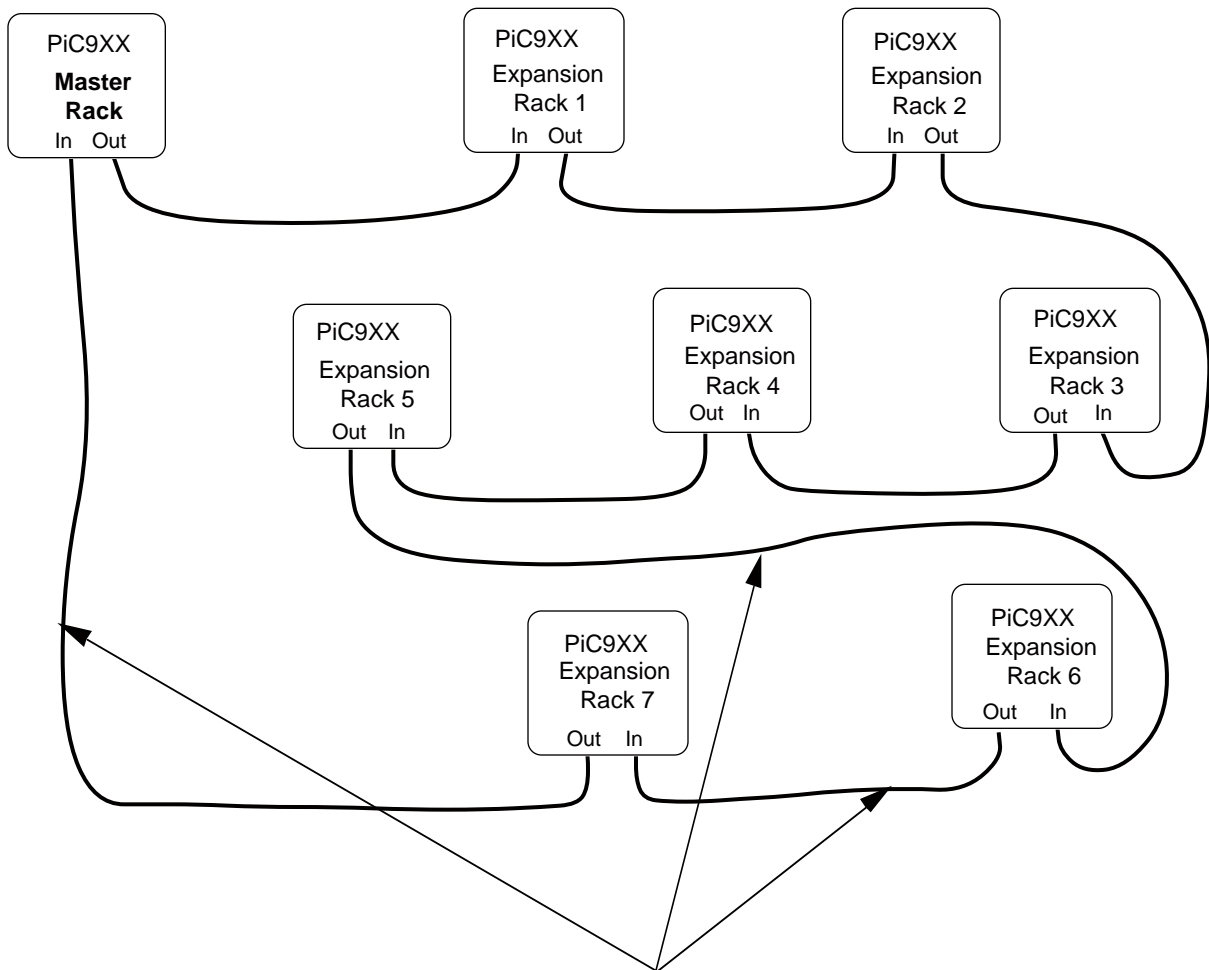 PiC9XX
Master
Rack
In Out
PiC9XX
Expansion
Rack 1
In Out
PiC9XX
Expansion
Rack 2
In Out
PiC9XX
Expansion
Rack 5
Out In
PiC9XX
Expansion
Rack 4
Out In
PiC9XX
Expansion
Rack 3
Out In
PiC9XX
Expansion
Rack 7
Out In
PiC9XX
Expansion
Rack 6
Out In